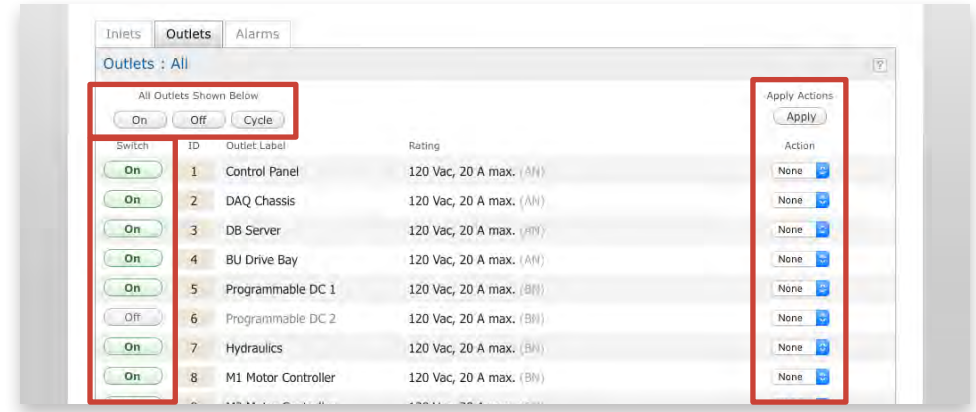 Inlets Outlets Alarms
Outlets : All ?
All Outlets Shown Below Apply Actions
On Off Cycle Apply
Switch ID Outlet Label Rating Action
On 1 Control Panel 120 Vac, 20 A max. (AN) None
On 2 DAQ Chassis 120 Vac, 20 A max. (AN) None
On 3 DB Server 120 Vac, 20 A max. (AN) None
On 4 BU Drive Bay 120 Vac, 20 A max. (AN) None
On 5 Programmable DC 1 120 Vac, 20 A max. (BN) None
Off 6 Programmable DC 2 120 Vac, 20 A max. (BN) None
On 7 Hydraulics 120 Vac, 20 A max. (BN) None
On 8 M1 Motor Controller 120 Vac, 20 A max. (BN) None